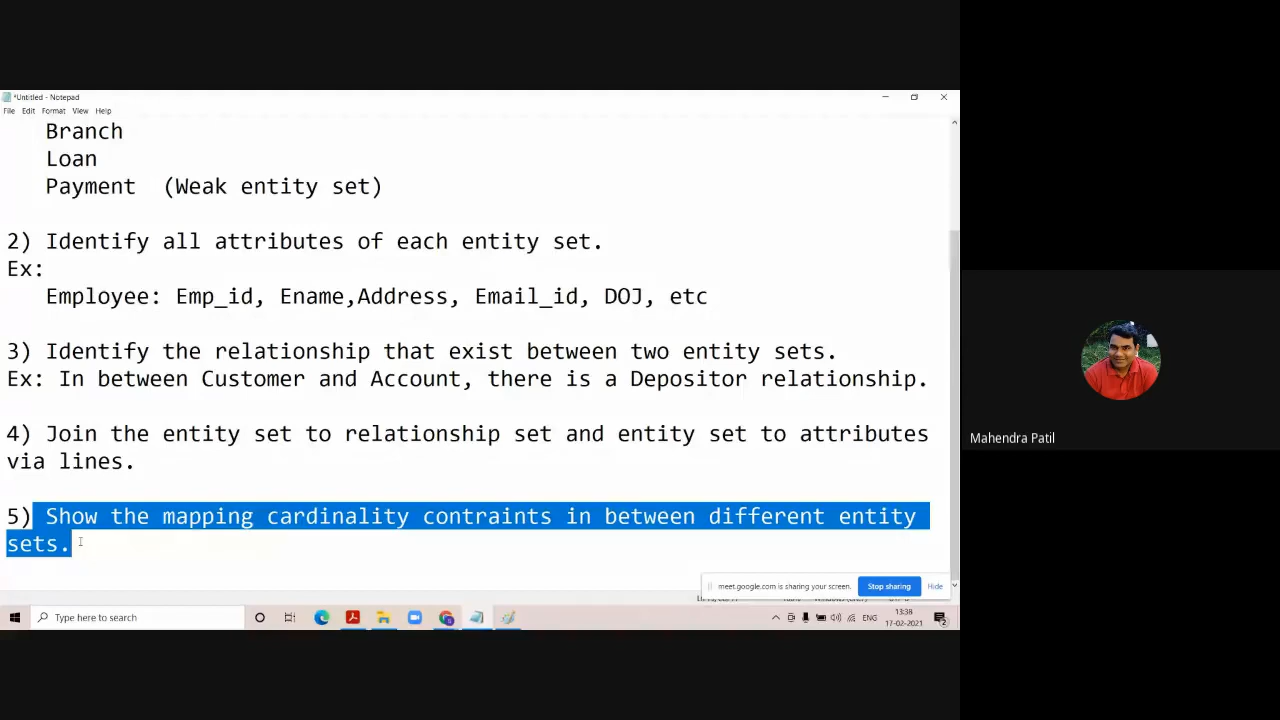 *Untitled - Notepad
File Edit Format View Help
Branch
Loan
Payment (Weak entity set)
2) Identify all attributes of each entity set.
Ex:
Employee: Emp_id, Ename,Address, Email_id, DOJ, etc
3) Identify the relationship that exist between two entity sets.
Ex: In between Customer and Account, there is a Depositor relationship.
4) Join the entity set to relationship set and entity set to attributes
via lines.
5) Show the mapping cardinality contraints in between different entity
sets.
Mahendra Patil
meet.google.com is sharing your screen. Stop sharing Hide
Type here to search
ENG
13:38
17-02-2021